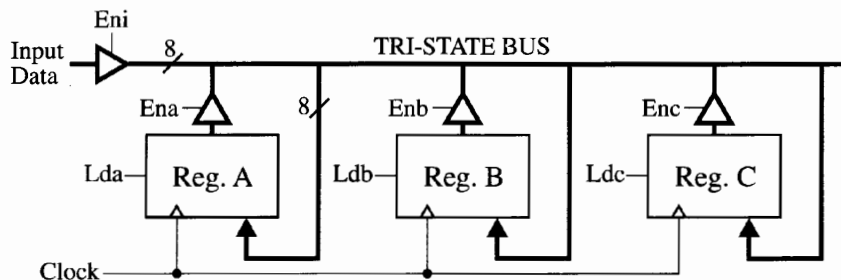 Eni
Input
Data
8
TRI-STATE BUS
Ena
8
Enb
Enc
Lda
Reg. A
Ldb
Reg. B
Ldc
Reg. C
Clock